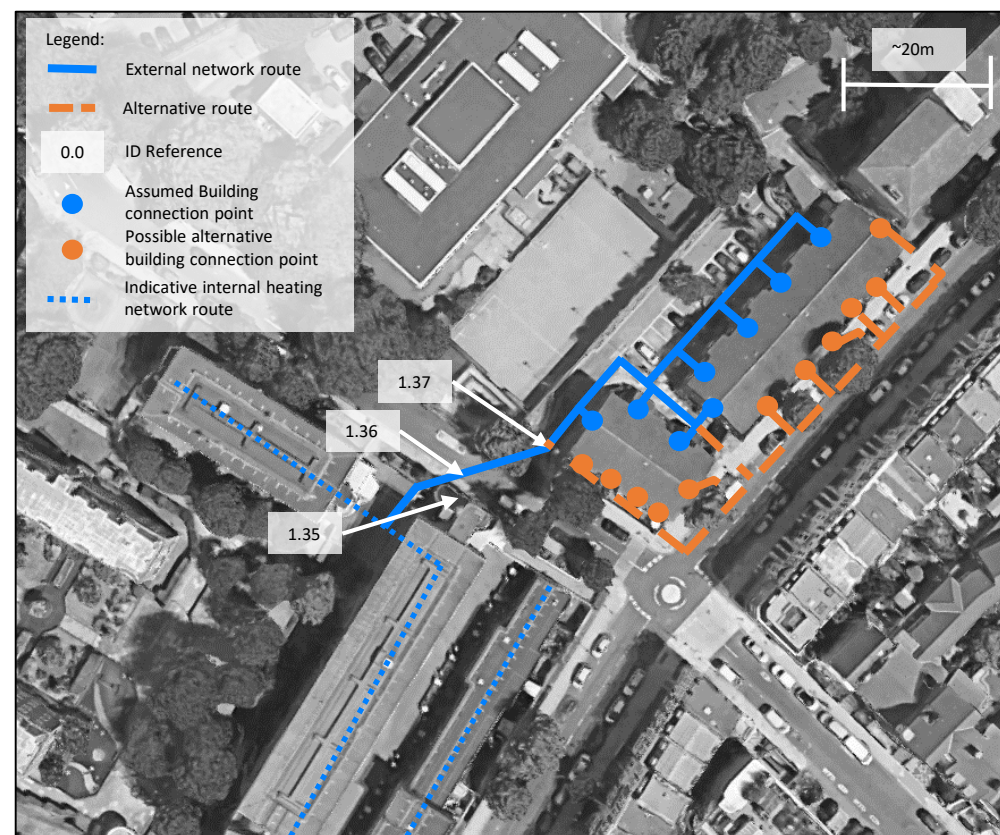 Legend:
External network route
Alternative route
0.0
ID Reference
Assumed Building
connection point
Possible alternative
building connection point
Indicative internal heating
network route
~20m
1.37
1.36
1.35